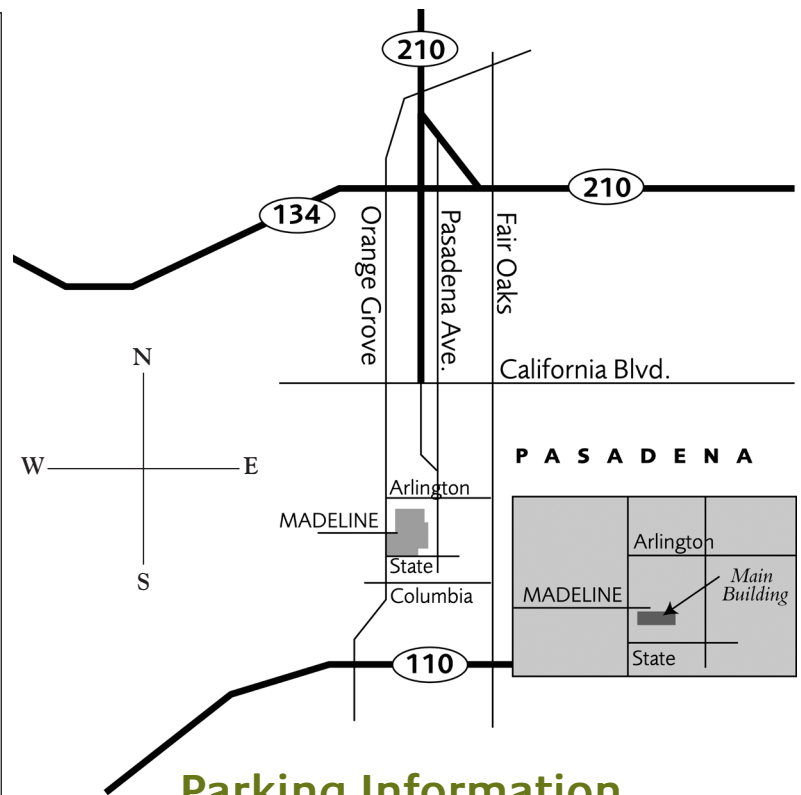 210
210
134
Orange Grove
Pasadena Ave.
Fair Oaks
California Blvd.
N
W
E
S
PASADENA
Arlington
MADELINE
State
Columbia
Arlington
Main
Building
MADELINE
State
110
Parking Information